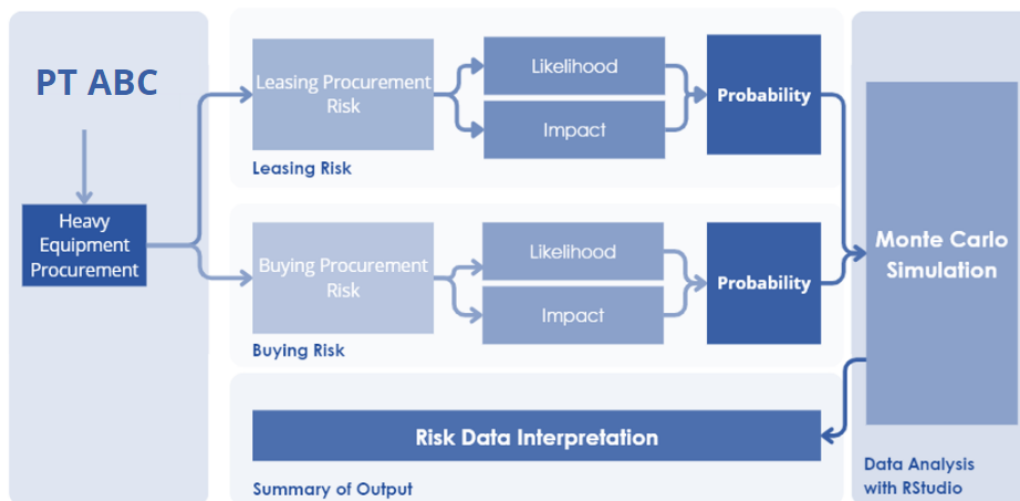 PT ABC
Heavy
Equipment
Procurement
Leasing Procurement
Risk
Likelihood
Impact
Probability
Leasing Risk
Buying Procurement
Risk
Likelihood
Impact
Probability
Buying Risk
Monte Carlo
Simulation
Risk Data Interpretation
Summary of Output
Data Analysis
with RStudio